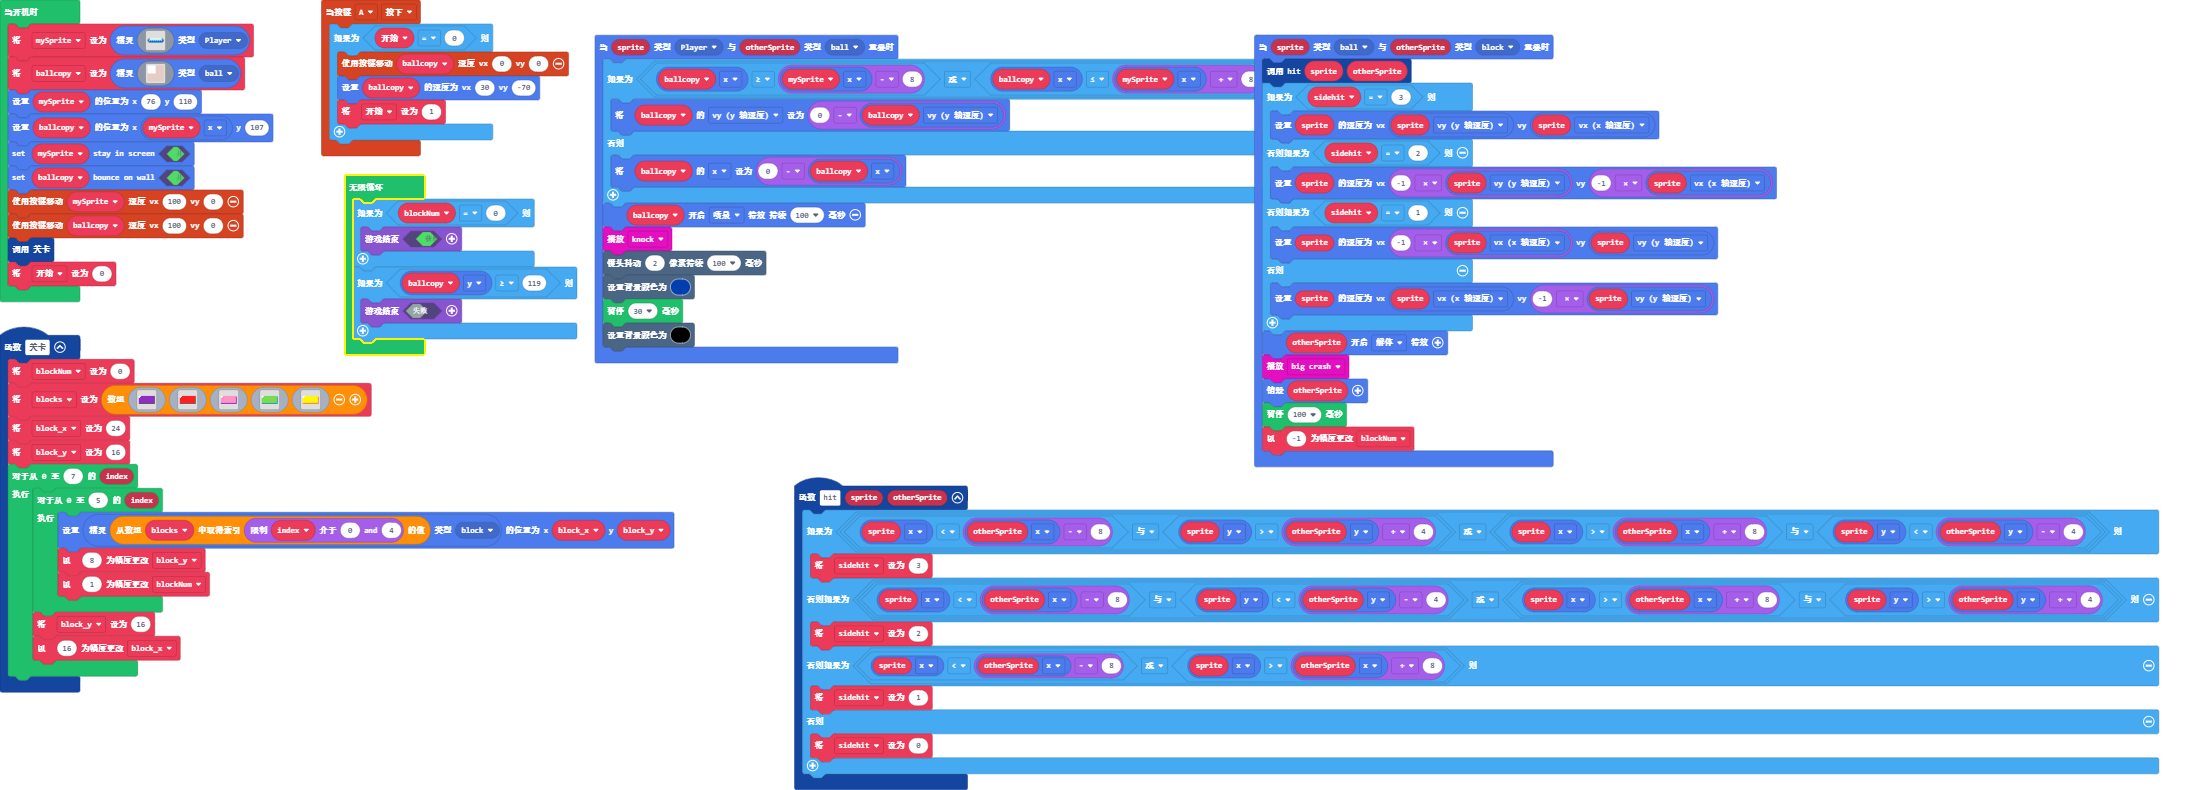 当开机时
将 mySprite 设为 精灵 类型 Player
将 ballcopy 设为 精灵 类型 ball
设置 mySprite 的位置为 x 76 y 110
设置 ballcopy 的位置为 x mySprite x y 107
set mySprite stay in screen
set ballcopy bounce on wall
使用按键移动 mySprite 速度 vx 100 vy 0
使用按键移动 ballcopy 速度 vx 100 vy 0
调用 关卡
将 开始 设为 0
函数 关卡
将 blockNum 设为 0
将 blocks 设为 数组
将 block_x 设为 24
将 block_y 设为 16
对于从 0 至 7 的 index
执行
对于从 0 至 5 的 index
执行
设置 精灵 从数组 blocks 中取得索引 限制 index 介于 0 and 4 的值 类型 block 的位置为 x block_x y block_y
以 8 为幅度更改 block_y
以 1 为幅度更改 blockNum
将 block_y 设为 16
以 16 为幅度更改 block_x
当按键 A 按下
如果为 开始 = 0 则
使用按键移动 ballcopy 速度 vx 0 vy 0
设置 ballcopy 的速度为 vx 30 vy -70
将 开始 设为 1
无限循环
如果为 blockNum = 0 则
游戏结束
如果为 ballcopy y ≥ 119 则
游戏结束 失败
当 sprite 类型 Player 与 otherSprite 类型 ball 重叠时
如果为 ballcopy x ≥ mySprite x - 8 或 ballcopy x ≤ mySprite x + 8
将 ballcopy 的 vy (y 轴速度) 设为 0 - ballcopy vy (y 轴速度)
否则
将 ballcopy 的 x 设为 0 - ballcopy x
ballcopy 开启 喷泉 特效 持续 100 毫秒
播放 knock
镜头抖动 2 像素持续 100 毫秒
设置背景颜色为
暂停 30 毫秒
设置背景颜色为
当 sprite 类型 ball 与 otherSprite 类型 block 重叠时
调用 hit sprite otherSprite
如果为 sidehit = 3 则
设置 sprite 的速度为 vx sprite vy (y 轴速度) vy sprite vx (x 轴速度)
否则如果为 sidehit = 2 则
设置 sprite 的速度为 vx -1 × sprite vy (y 轴速度) vy -1 × sprite vx (x 轴速度)
否则如果为 sidehit = 1 则
设置 sprite 的速度为 vx -1 × sprite vx (x 轴速度) vy sprite vy (y 轴速度)
否则
设置 sprite 的速度为 vx sprite vx (x 轴速度) vy -1 × sprite vy (y 轴速度)
otherSprite 开启 特效
播放 big crash
销毁 otherSprite
暂停 100 毫秒
以 -1 为幅度更改 blockNum
函数 hit sprite otherSprite
如果为 sprite x < otherSprite x - 8 与 sprite y > otherSprite y + 4 或 sprite x > otherSprite x + 8 与 sprite y < otherSprite y - 4 则
将 sidehit 设为 3
否则如果为 sprite x < otherSprite x - 8 与 sprite y < otherSprite y - 4 或 sprite x > otherSprite x + 8 与 sprite y > otherSprite y + 4 则
将 sidehit 设为 2
否则如果为 sprite x < otherSprite x - 8 或 sprite x > otherSprite x + 8 则
将 sidehit 设为 1
否则
将 sidehit 设为 0